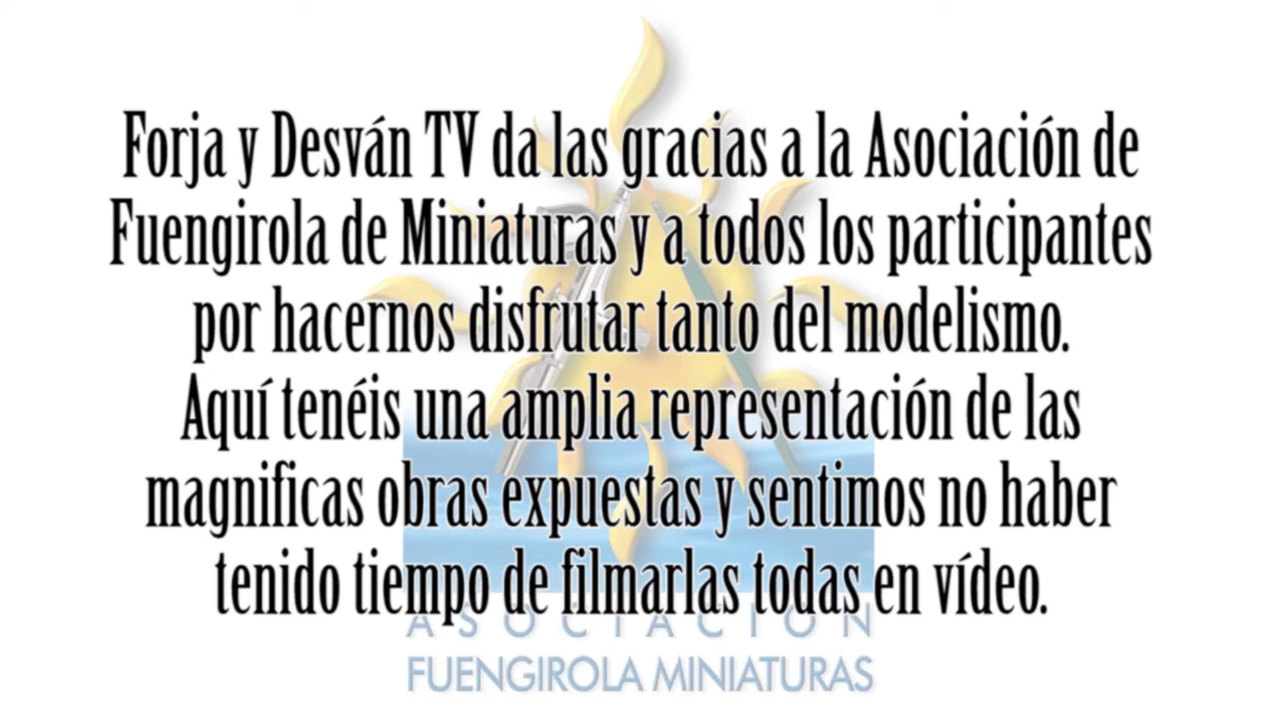 Forja y Desván TV da las gracias a la Asociación de
Fuengirola de Miniaturas y a todos los participantes
por hacernos disfrutar tanto del modelismo.
Aquí tenéis una amplia representación de las
magnificas obras expuestas y sentimos no haber
tenido tiempo de filmarlas todas en vídeo.
ASOCIACION
FUENGIROLA MINIATURAS